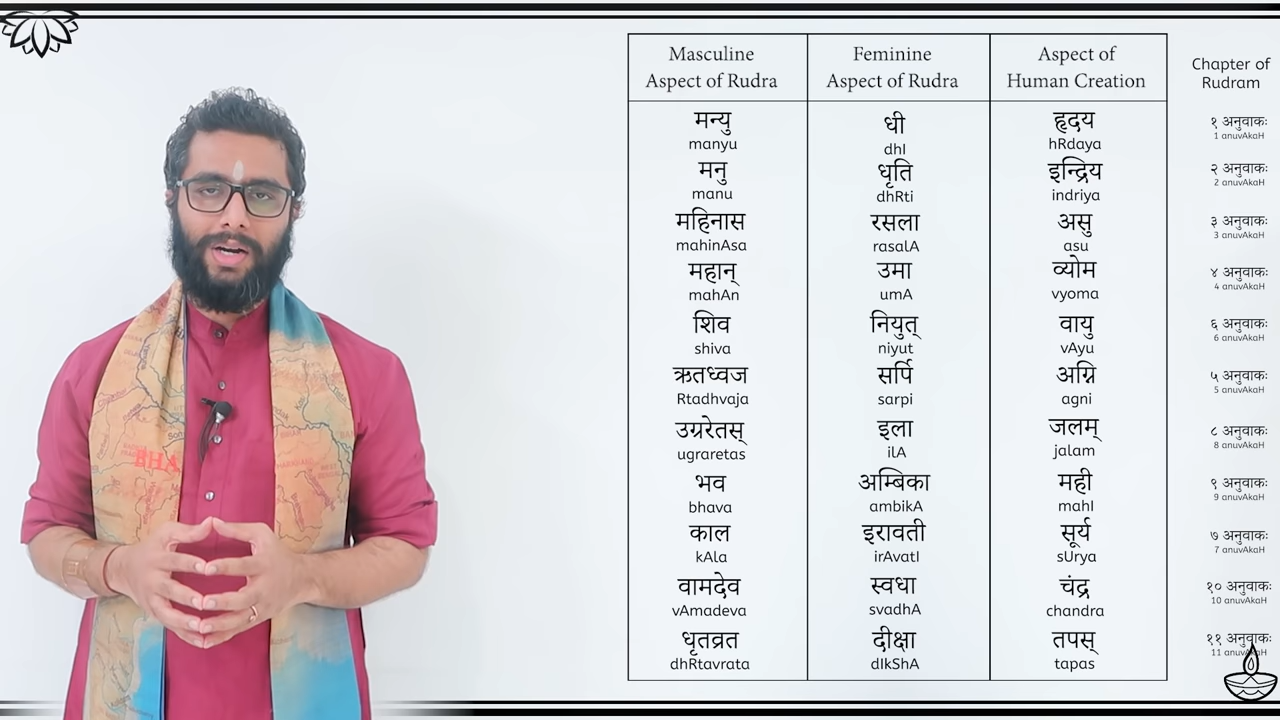 Masculine
Aspect of Rudra
Feminine
Aspect of Rudra
Aspect of
Human Creation
Chapter of
Rudram
मन्यु धी हृदय १ अनुवाकः
manyu dhI hRdaya 1 anuvAkaH
मनु धृति इन्द्रिय २ अनुवाकः
manu dhRti indriya 2 anuvAkaH
महिनास रसला असु ३ अनुवाकः
mahinAsa rasalA asu 3 anuvAkaH
महान् उमा व्योम ४ अनुवाकः
mahAn umA vyoma 4 anuvAkaH
शिव नियुत् वायु ६ अनुवाकः
shiva niyut vAyu 6 anuvAkaH
ऋतध्वज सर्पि अग्नि ५ अनुवाकः
Rtadhvaja sarpi agni 5 anuvAkaH
उग्ररेतस् इला जलम् ८ अनुवाकः
ugraretas ilA jalam 8 anuvAkaH
भव अम्बिका मही ९ अनुवाकः
bhava ambikA mahI 9 anuvAkaH
काल इरावती सूर्य ७ अनुवाकः
kAla irAvatI sUrya 7 anuvAkaH
वामदेव स्वधा चंद्र १० अनुवाकः
vAmadeva svadhA chandra 10 anuvAkaH
धृतव्रत दीक्षा तपस् ११ अनुवाकः
dhRtavrata dIkShA tapas 11 anuvAkaH
BHA